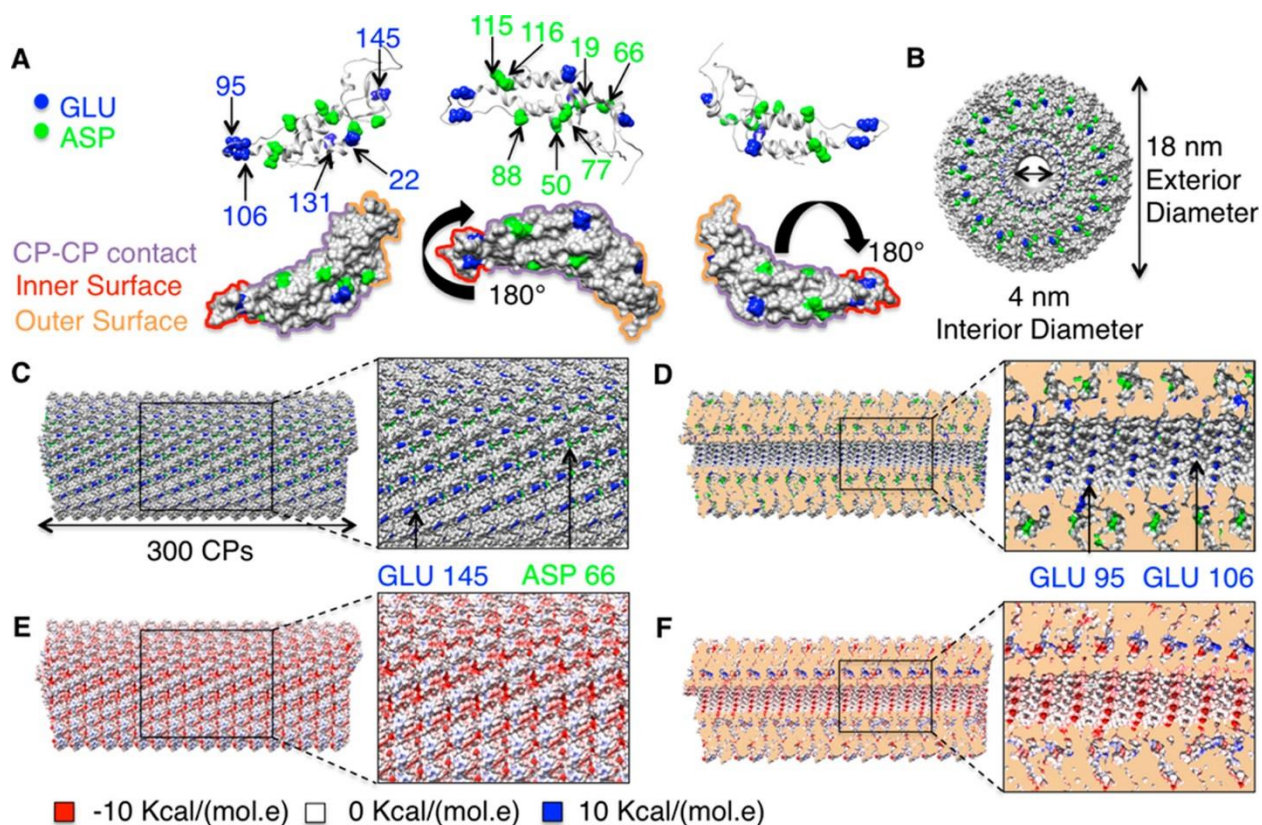 A
GLU
ASP
95
145
131
22
106
115
116
19
66
88
50
77
CP-CP contact
Inner Surface
Outer Surface
180°
180°
B
18 nm
Exterior
Diameter
4 nm
Interior Diameter
C
300 CPs
GLU 145
ASP 66
D
GLU 95
GLU 106
E
F
-10 Kcal/(mol.e)
0 Kcal/(mol.e)
10 Kcal/(mol.e)